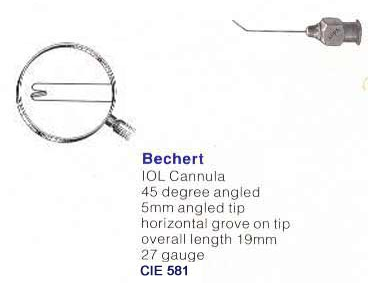 Bechert
IOL Cannula
45 degree angled
5mm angled tip
horizontal grove on tip
overall length 19mm
27 gauge
CIE 581